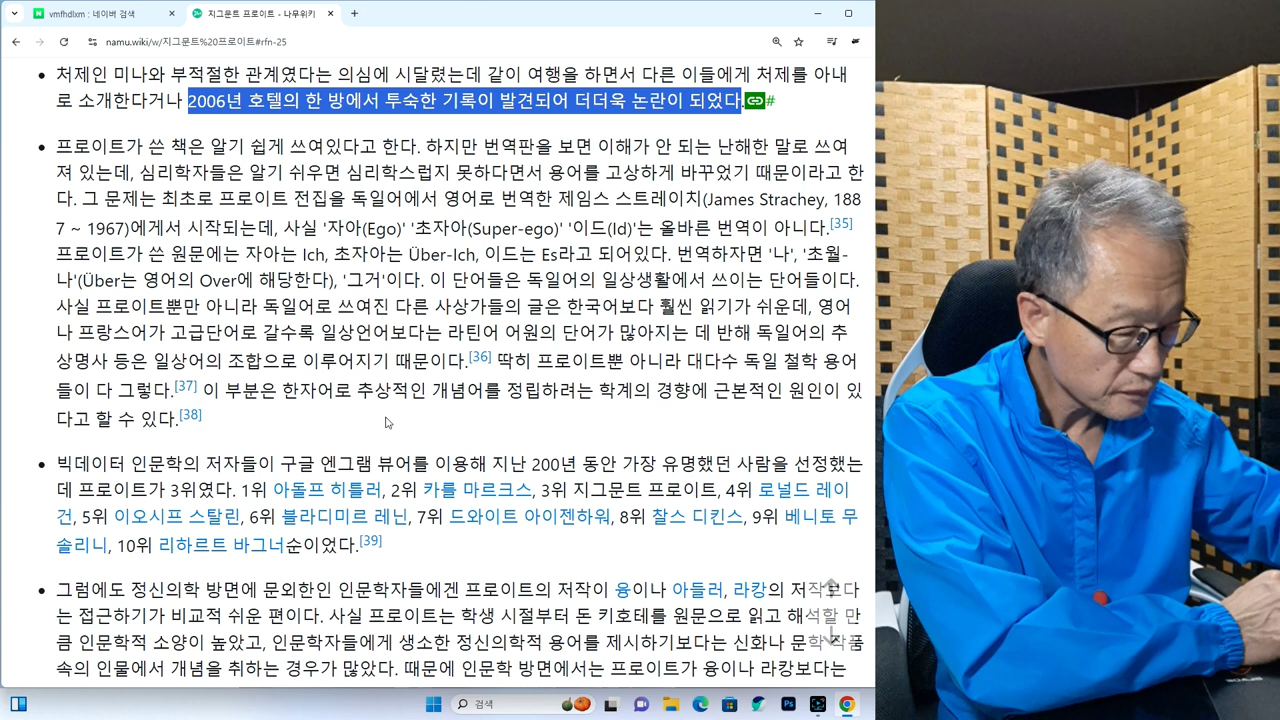 vmfhdlxm : 네이버 검색
지그문트 프로이트 - 나무위키
namu.wiki/w/지그문트%20프로이트#rfn-25
처제인 미나와 부적절한 관계였다는 의심에 시달렸는데 같이 여행을 하면서 다른 이들에게 처제를 아내
로 소개한다거나 2006년 호텔의 한 방에서 투숙한 기록이 발견되어 더더욱 논란이 되었다.#
프로이트가 쓴 책은 알기 쉽게 쓰여있다고 한다. 하지만 번역판을 보면 이해가 안 되는 난해한 말로 쓰여
져 있는데, 심리학자들은 알기 쉬우면 심리학스럽지 못하다면서 용어를 고상하게 바꾸었기 때문이라고 한
다. 그 문제는 최초로 프로이트 전집을 독일어에서 영어로 번역한 제임스 스트레이치(James Strachey, 188
7 ~ 1967)에게서 시작되는데, 사실 '자아(Ego)' '초자아(Super-ego)' '이드(Id)'는 올바른 번역이 아니다.[35]
프로이트가 쓴 원문에는 자아는 Ich, 초자아는 Über-Ich, 이드는 Es라고 되어있다. 번역하자면 '나', '초월-
나'(Über는 영어의 Over에 해당한다), '그거'이다. 이 단어들은 독일어의 일상생활에서 쓰이는 단어들이다.
사실 프로이트뿐만 아니라 독일어로 쓰여진 다른 사상가들의 글은 한국어보다 훨씬 읽기가 쉬운데, 영어
나 프랑스어가 고급단어로 갈수록 일상언어보다는 라틴어 어원의 단어가 많아지는 데 반해 독일어의 추
상명사 등은 일상어의 조합으로 이루어지기 때문이다.[36] 딱히 프로이트뿐 아니라 대다수 독일 철학 용어
들이 다 그렇다.[37] 이 부분은 한자어로 추상적인 개념어를 정립하려는 학계의 경향에 근본적인 원인이 있
다고 할 수 있다.[38]
빅데이터 인문학의 저자들이 구글 엔그램 뷰어를 이용해 지난 200년 동안 가장 유명했던 사람을 선정했는
데 프로이트가 3위였다. 1위 아돌프 히틀러, 2위 카를 마르크스, 3위 지그문트 프로이트, 4위 로널드 레이
건, 5위 이오시프 스탈린, 6위 블라디미르 레닌, 7위 드와이트 아이젠하워, 8위 찰스 디킨스, 9위 베니토 무
솔리니, 10위 리하르트 바그너순이었다.[39]
그럼에도 정신의학 방면에 문외한인 인문학자들에겐 프로이트의 저작이 융이나 아들러, 라캉의 저작보다
는 접근하기가 비교적 쉬운 편이다. 사실 프로이트는 학생 시절부터 돈 키호테를 원문으로 읽고 해석할 만
큼 인문학적 소양이 높았고, 인문학자들에게 생소한 정신의학적 용어를 제시하기보다는 신화나 문학 작품
속의 인물에서 개념을 취하는 경우가 많았다. 때문에 인문학 방면에서는 프로이트가 융이나 라캉보다는
검색
Ps